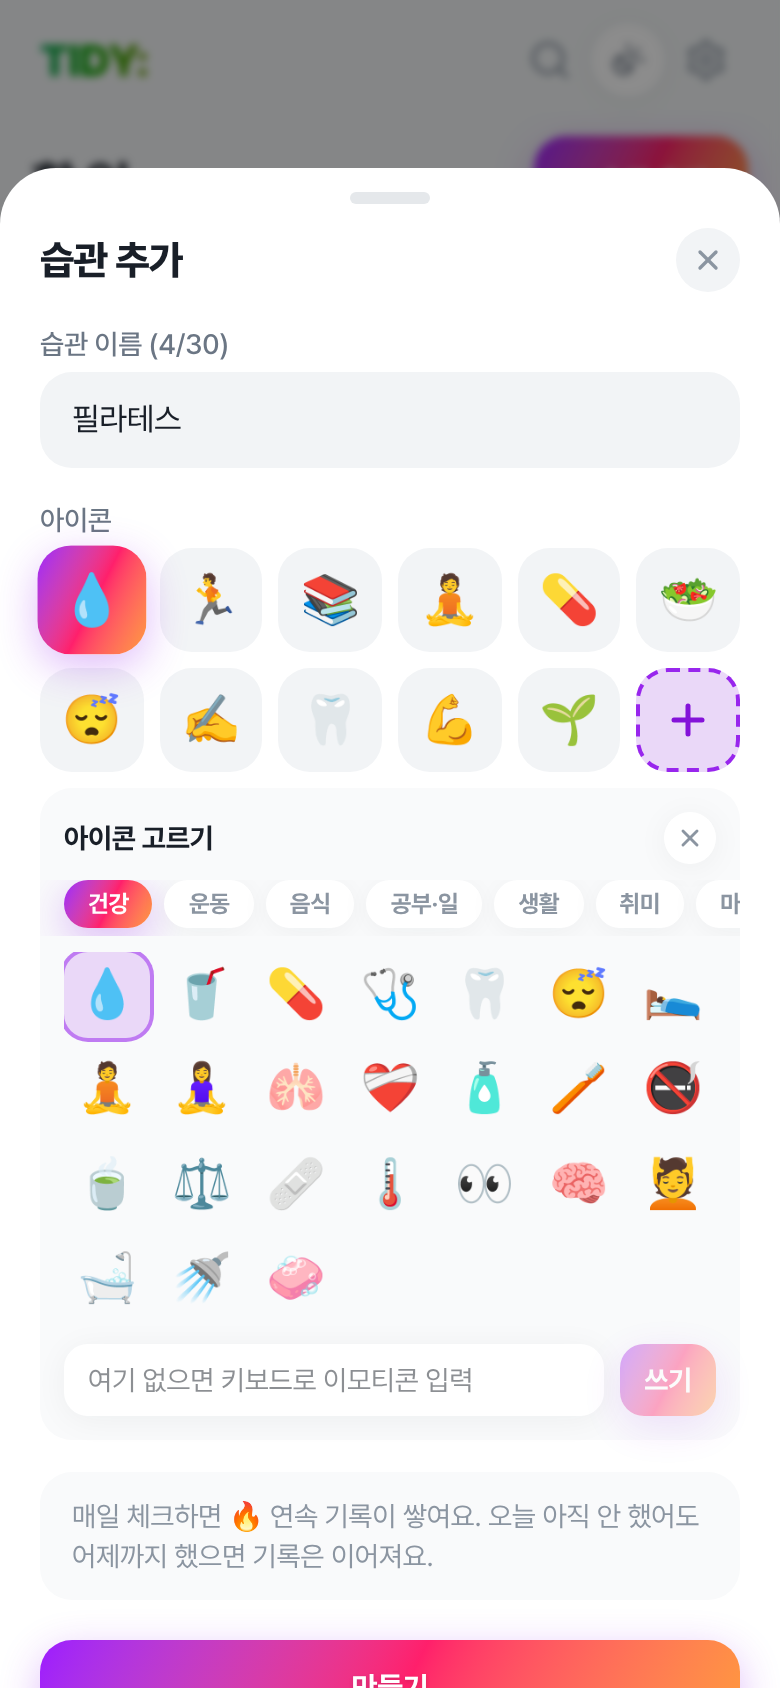 TIDY:
습관 추가
습관 이름 (4/30)
필라테스
아이콘
아이콘 고르기
건강 운동 음식 공부·일 생활 취미
여기 없으면 키보드로 이모티콘 입력
쓰기
매일 체크하면 🔥 연속 기록이 쌓여요. 오늘 아직 안 했어도
어제까지 했으면 기록은 이어져요.
만들기